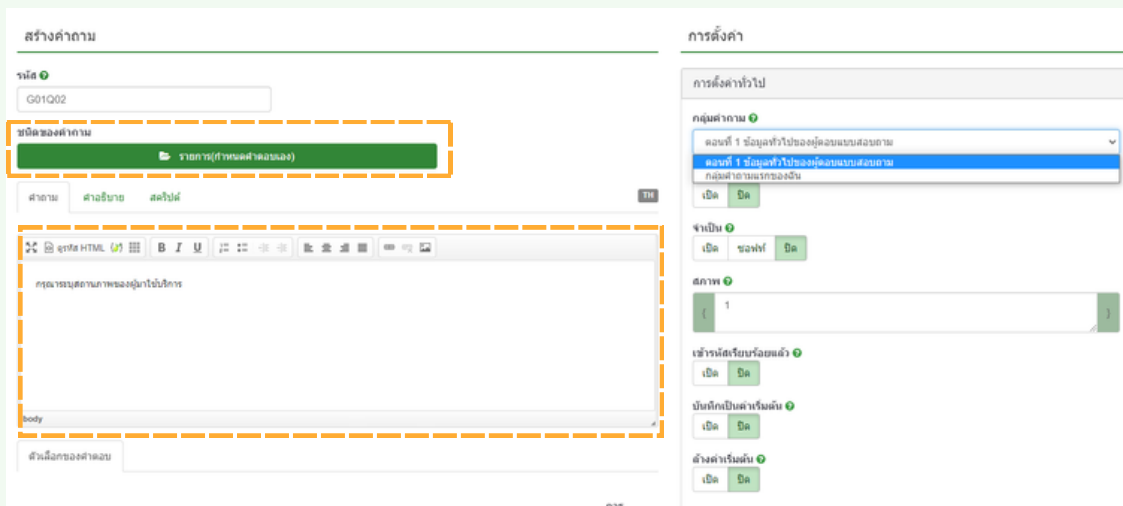 สร้างคำถาม
รหัส
G01Q02
ชนิดของคำถาม
รายการ(กำหนดคำตอบเอง)
คำถาม คำอธิบาย สคริปต์ TH
ดูรหัส HTML B I U
กรุณาระบุสถานภาพของผู้มาใช้บริการ
body
ตัวเลือกของคำตอบ
การตั้งค่า
การตั้งค่าทั่วไป
กลุ่มคำถาม
ตอนที่ 1 ข้อมูลทั่วไปของผู้ตอบแบบสอบถาม
ตอนที่ 1 ข้อมูลทั่วไปของผู้ตอบแบบสอบถาม
กลุ่มคำถามแรกของฉัน
เปิด ปิด
จำเป็น
เปิด ซอฟท์ ปิด
สภาพ
{ 1 }
เข้ารหัสเรียบร้อยแล้ว
เปิด ปิด
บันทึกเป็นค่าเริ่มต้น
เปิด ปิด
ล้างค่าเริ่มต้น
เปิด ปิด